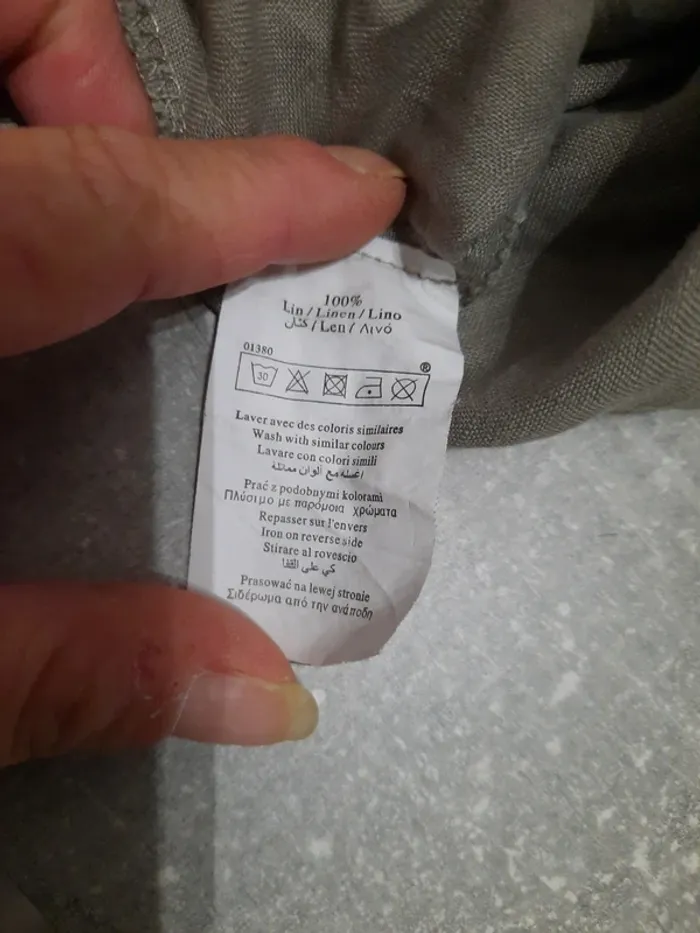 100%
Lin / Linen / Lino
كتان / Len / Λινό
01380
®
30
Laver avec des coloris similaires
Wash with similar colours
Lavare con colori simili
اغسله مع ألوان مماثلة
Prać z podobnymi kolorami
Πλύσιμο με παρόμοια χρώματα
Repasser sur l'envers
Iron on reverse side
Stirare al rovescio
كي على القفا
Prasować na lewej stronie
Σιδέρωμα από την ανάποδη